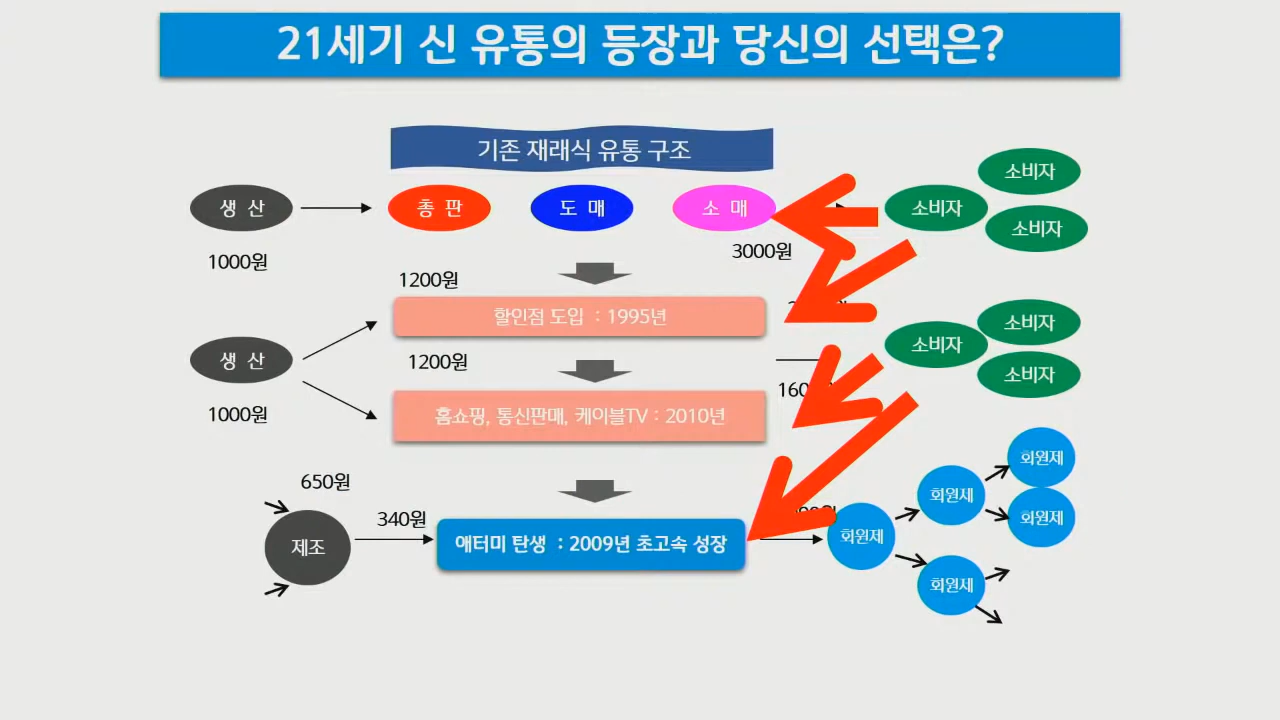 21세기 신 유통의 등장과 당신의 선택은?
기존 재래식 유통 구조
생 산
총 판
도 매
소 매
소비자
소비자
소비자
1000원
3000원
1200원
할인점 도입 : 1995년
생 산
소비자
소비자
소비자
1200원
1000원
홈쇼핑, 통신판매, 케이블TV : 2010년
650원
제조
340원
애터미 탄생 : 2009년 초고속 성장
회원제
회원제
회원제
회원제
회원제